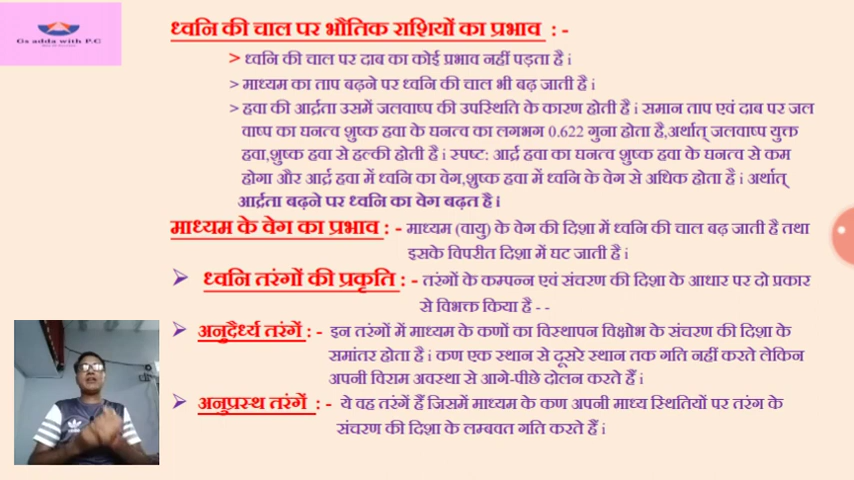 Gs adda with P.C
ध्वनि की चाल पर भौतिक राशियों का प्रभाव : -
> ध्वनि की चाल पर दाब का कोई प्रभाव नहीं पड़ता है i
> माध्यम का ताप बढ़ने पर ध्वनि की चाल भी बढ़ जाती है i
> हवा की आर्द्रता उसमें जलवाष्प की उपस्थिति के कारण होती है i समान ताप एवं दाब पर जल
वाष्प का घनत्व शुष्क हवा के घनत्व का लगभग 0.622 गुना होता है,अर्थात् जलवाष्प युक्त
हवा,शुष्क हवा से हल्की होती है i स्पष्ट: आर्द्र हवा का घनत्व शुष्क हवा के घनत्व से कम
होगा और आर्द्र हवा में ध्वनि का वेग,शुष्क हवा में ध्वनि के वेग से अधिक होता है i अर्थात्
आर्द्रता बढ़ने पर ध्वनि का वेग बढ़त है i
माध्यम के वेग का प्रभाव : - माध्यम (वायु) के वेग की दिशा में ध्वनि की चाल बढ़ जाती है तथा
इसके विपरीत दिशा में घट जाती है i
➢ ध्वनि तरंगों की प्रकृति : - तरंगों के कम्पन्न एवं संचरण की दिशा के आधार पर दो प्रकार
से विभक्त किया है - -
➢ अनुदैर्ध्य तरंगें : - इन तरंगों में माध्यम के कणों का विस्थापन विक्षोभ के संचरण की दिशा के
समांतर होता है i कण एक स्थान से दूसरे स्थान तक गति नहीं करते लेकिन
अपनी विराम अवस्था से आगे-पीछे दोलन करते हैं i
➢ अनुप्रस्थ तरंगें : - ये वह तरंगें हैं जिसमें माध्यम के कण अपनी माध्य स्थितियों पर तरंग के
संचरण की दिशा के लम्बवत गति करते हैं i